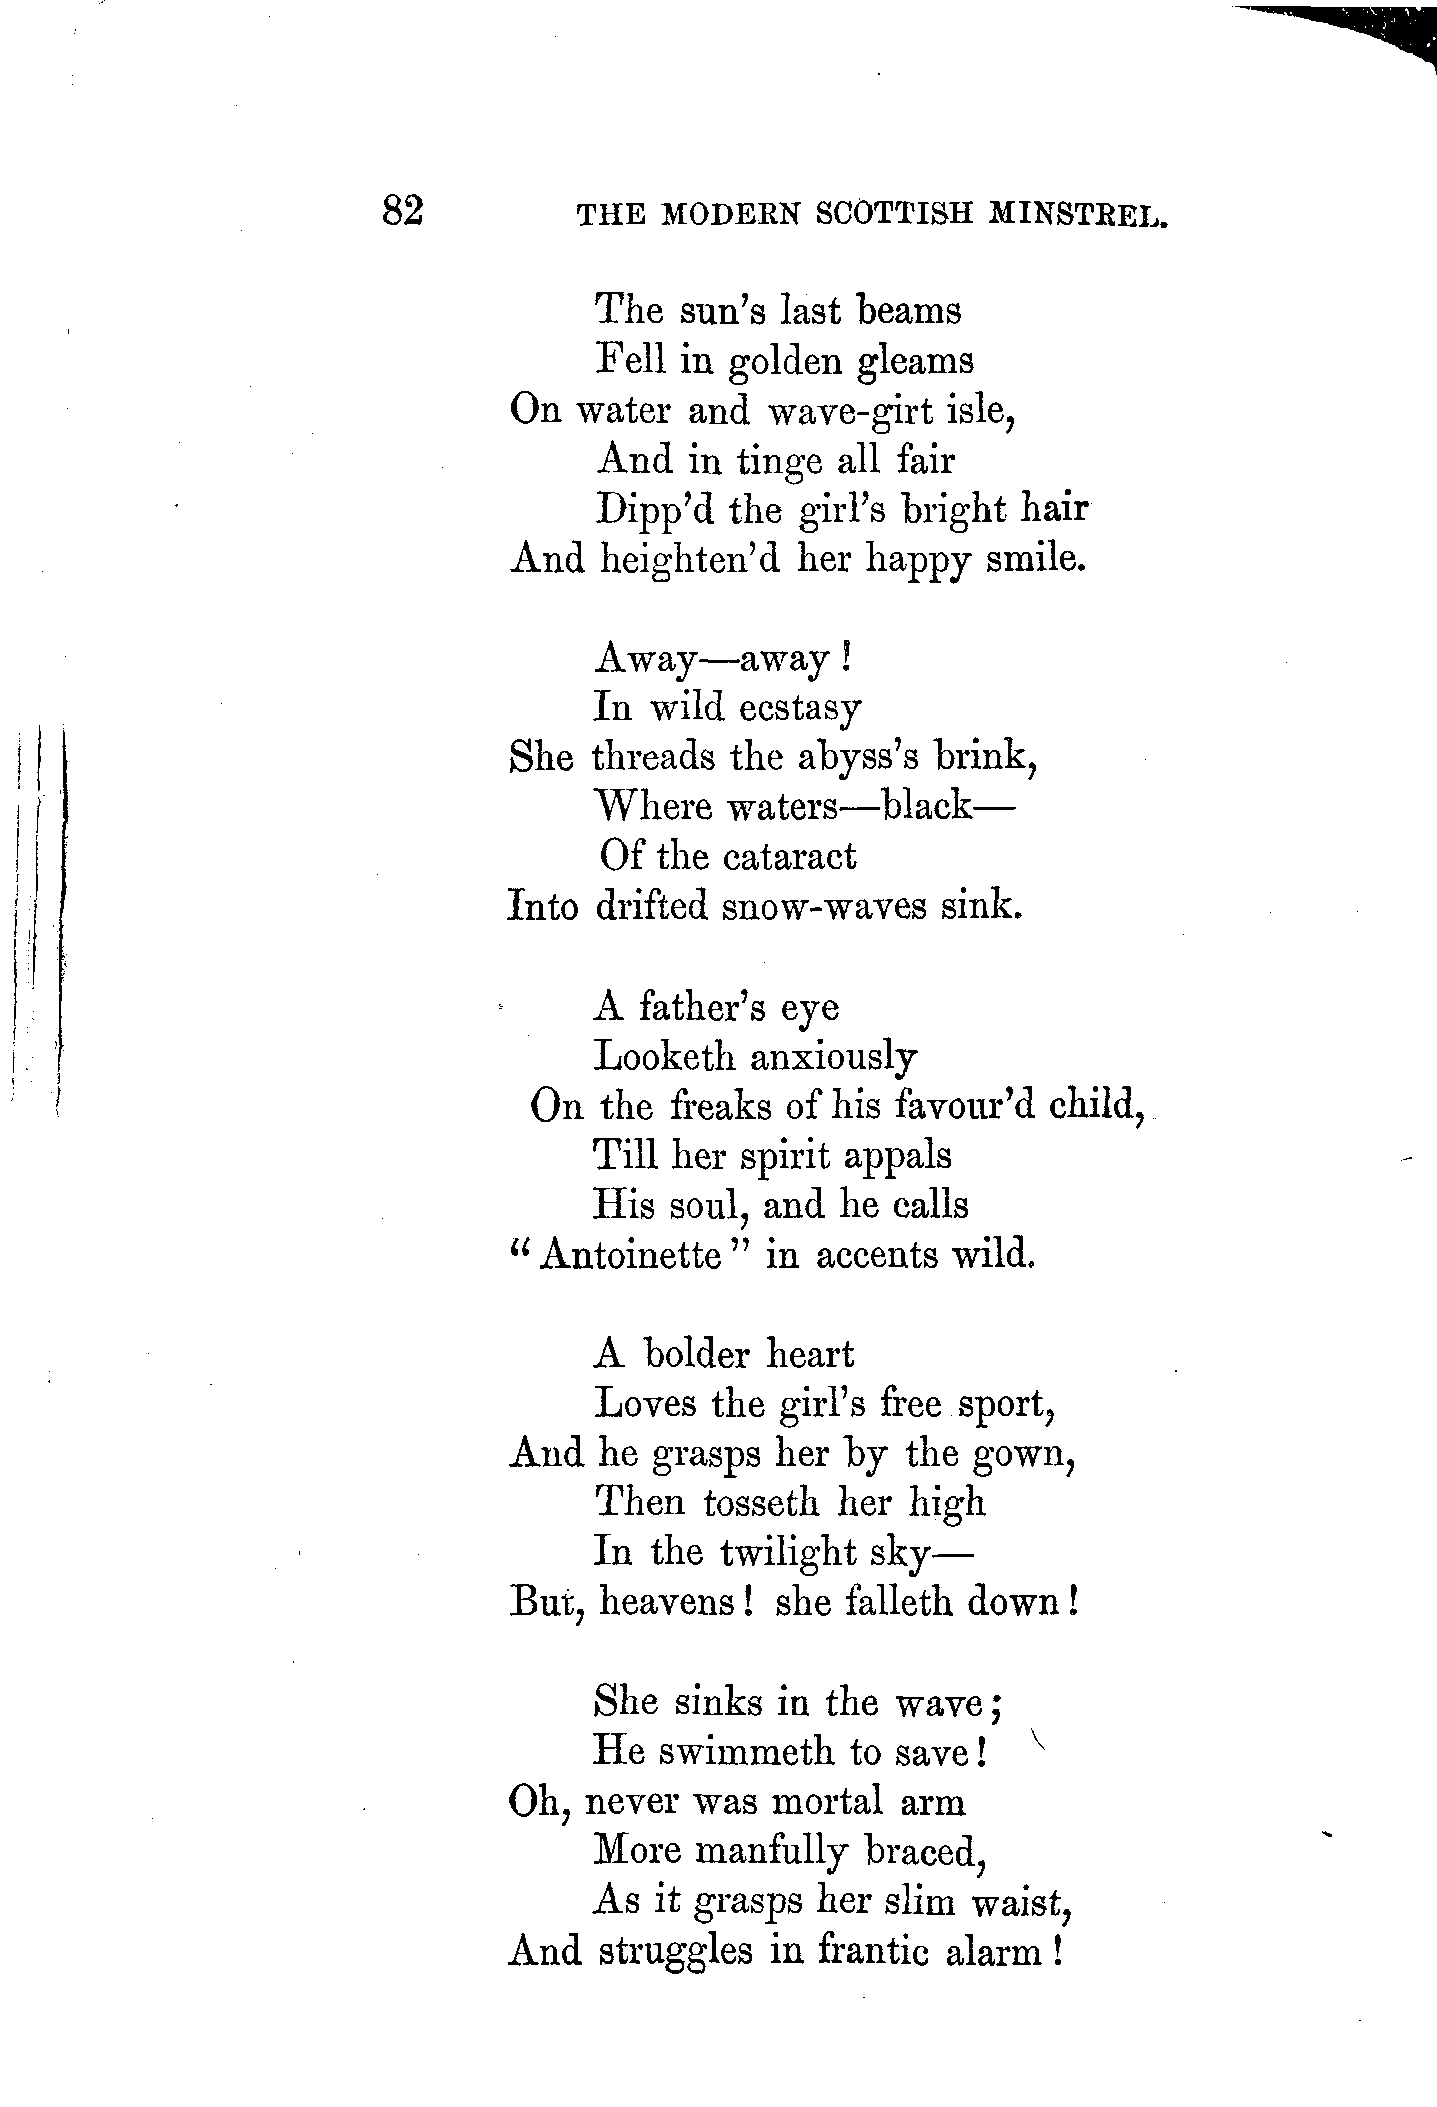 82 THE MODERN SCOTTISH MINSTREL.
The sun's last beams
Fell in golden gleams
On water and wave-girt isle,
And in tinge all fair
Dipp'd the girl's bright hair
And heighten'd her happy smile.
Away—away!
In wild ecstasy
She threads the abyss's brink,
Where waters—black—
Of the cataract
Into drifted snow-waves sink.
A father's eye
Looketh anxiously
On the freaks of his favour'd child,
Till her spirit appals
His soul, and he calls
"Antoinette" in accents wild.
A bolder heart
Loves the girl's free sport,
And he grasps her by the gown,
Then tosseth her high
In the twilight sky—
But, heavens! she falleth down!
She sinks in the wave;
He swimmeth to save!
Oh, never was mortal arm
More manfully braced,
As it grasps her slim waist,
And struggles in frantic alarm!